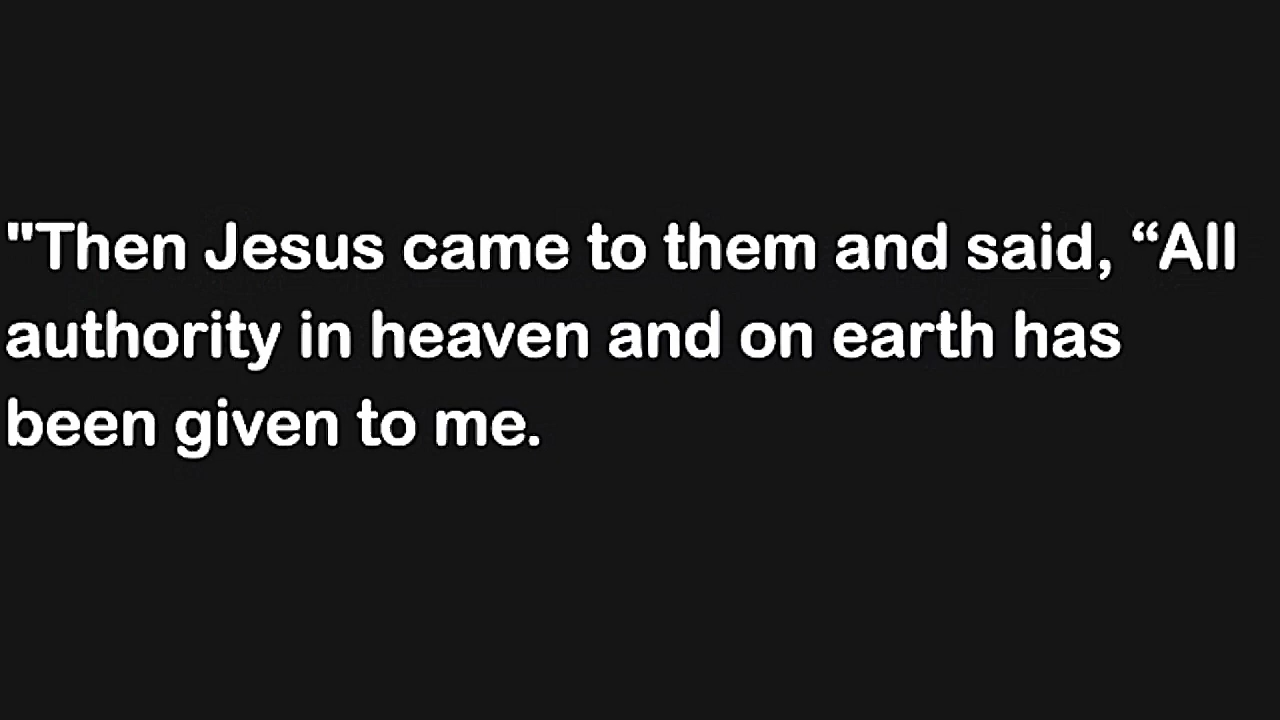 "Then Jesus came to them and said, “All
authority in heaven and on earth has
been given to me.